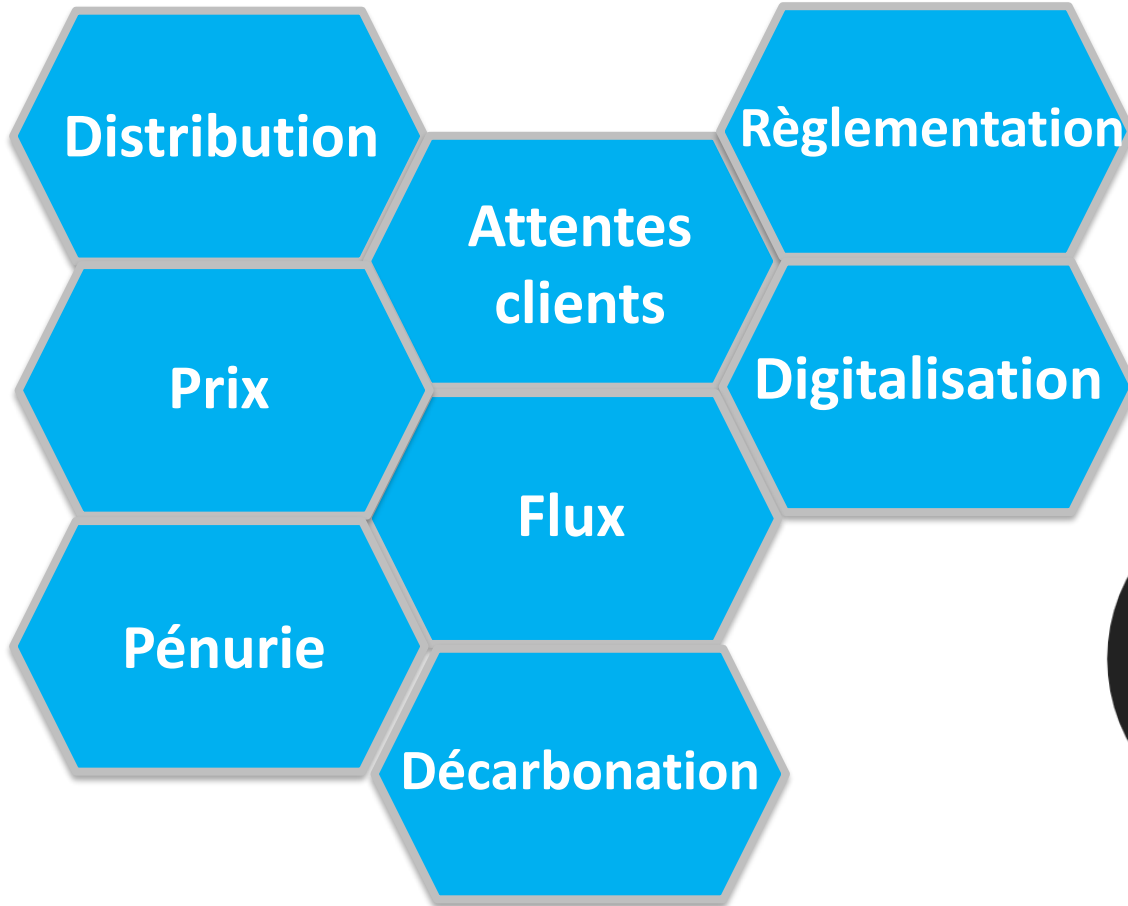 Distribution
Règlementation
Attentes
clients
Prix
Digitalisation
Flux
Pénurie
Décarbonation